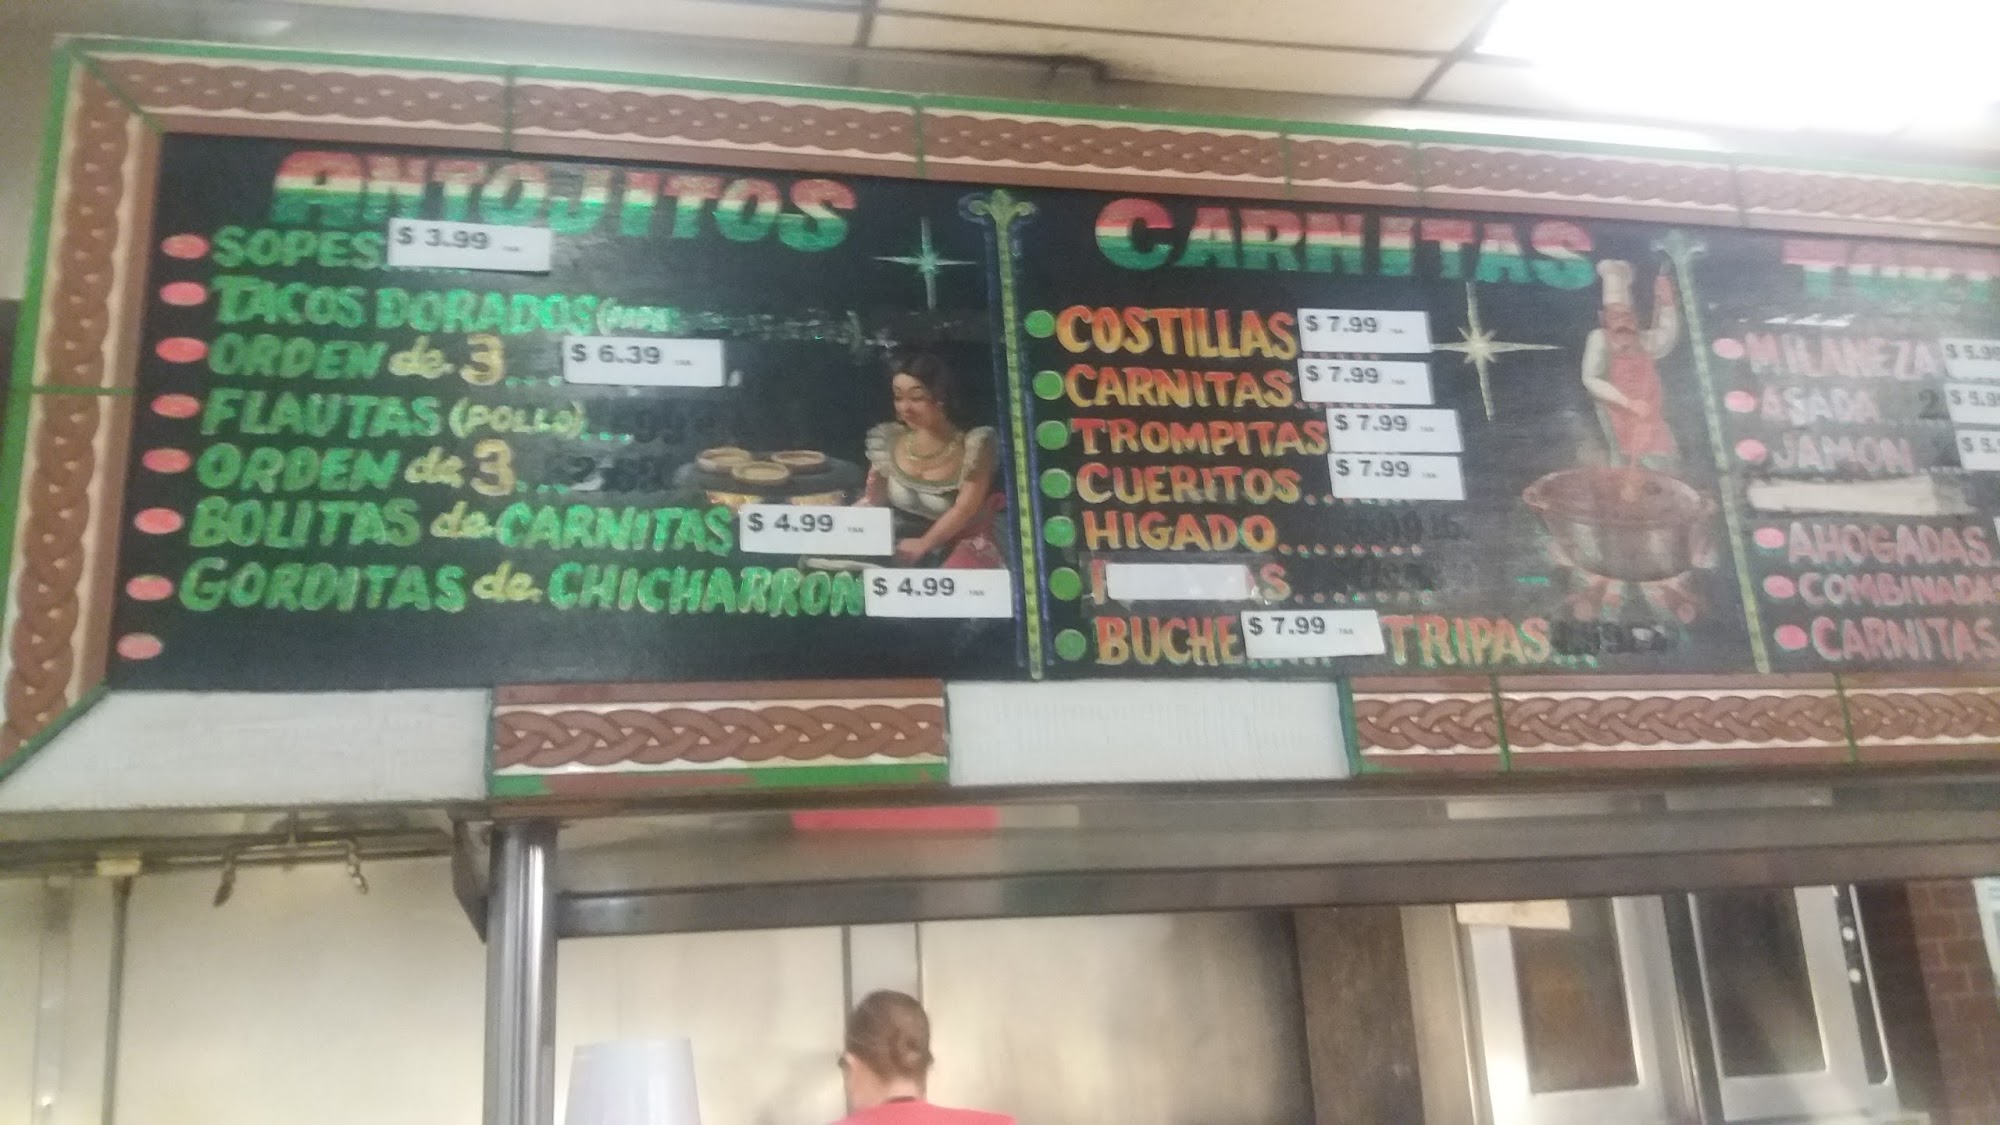 ANTOJITOS
SOPES $ 3.99
TACOS DORADOS
ORDEN de 3... $ 6.39
FLAUTAS (POLLO)...
ORDEN de 3...
BOLITAS de CARNITAS $ 4.99
GORDITAS de CHICHARRON $ 4.99
CARNITAS
COSTILLAS $ 7.99
CARNITAS $ 7.99
TROMPITAS $ 7.99
CUERITOS.. $ 7.99
HIGADO........
BUCHE $ 7.99 TRIPAS
MILANEZA
ASADA
JAMON
AHOGADAS
COMBINADAS
CARNITAS